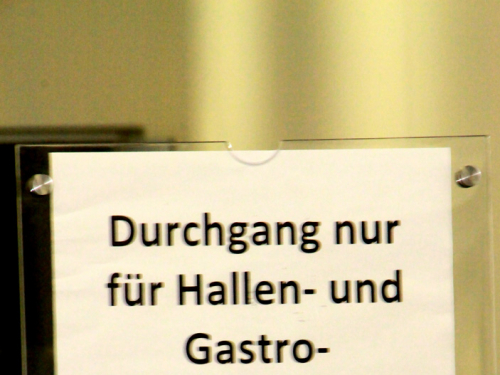 Durchgang nur
für Hallen- und
Gastro-